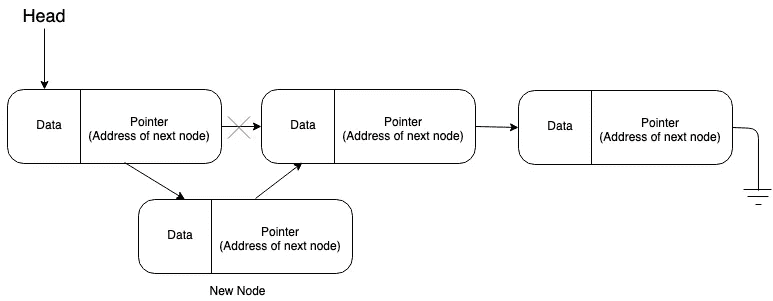 Head
Data
Pointer
(Address of next node)
Data
Pointer
(Address of next node)
Data
Pointer
(Address of next node)
Data
Pointer
(Address of next node)
New Node